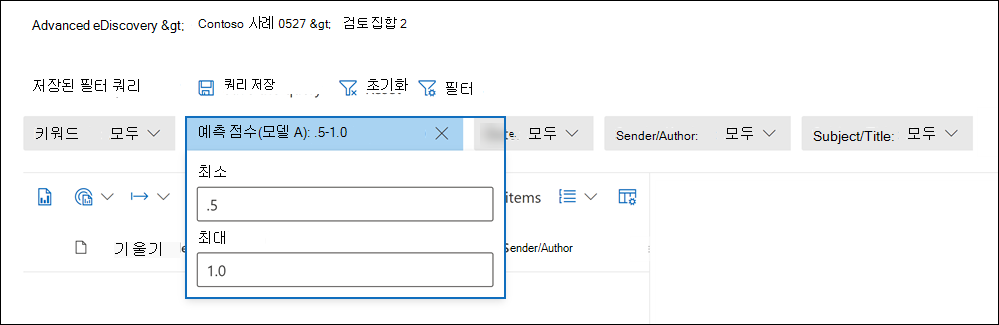 Advanced eDiscovery &gt; Contoso 사례 0527 &gt; 검토 집합 2
저장된 필터 쿼리 쿼리 저장 초기화 필터
키워드 모두 예측 점수(모델 A): .5-1.0 모두 Sender/Author: 모두 Subject/Title: 모두
최소
.5
items
최대
기울기 Sender/Author
1.0